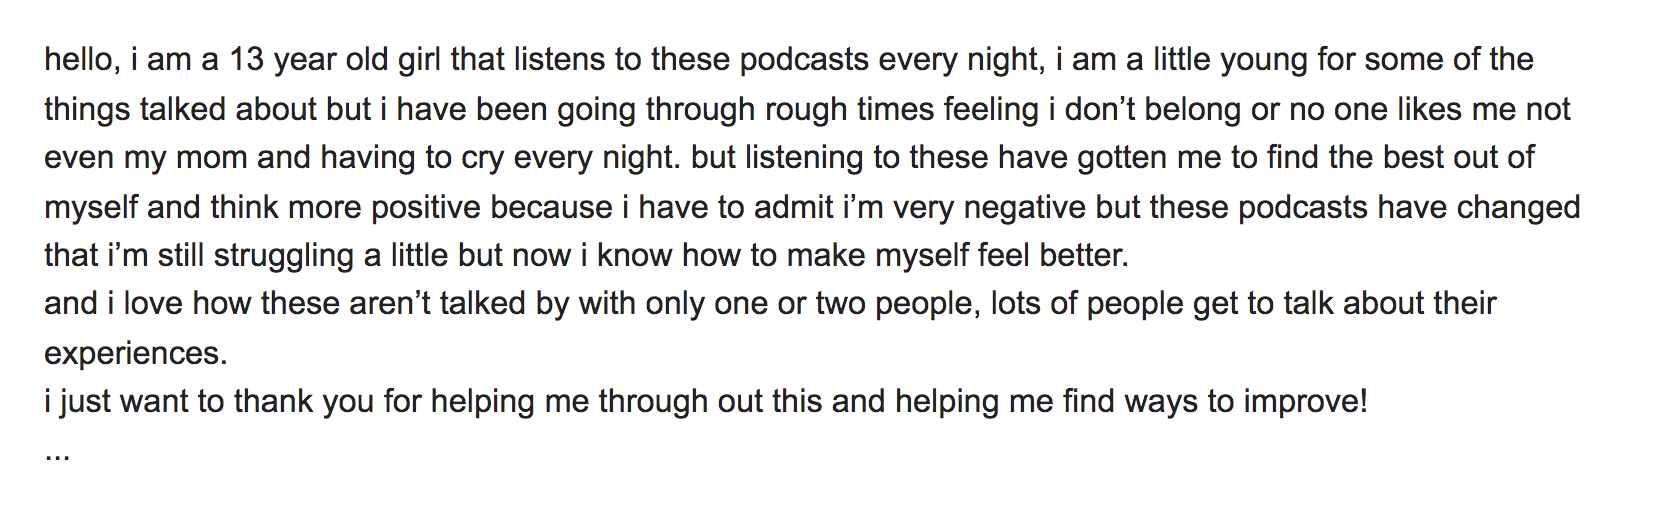 hello, i am a 13 year old girl that listens to these podcasts every night, i am a little young for some of the
things talked about but i have been going through rough times feeling i don’t belong or no one likes me not
even my mom and having to cry every night. but listening to these have gotten me to find the best out of
myself and think more positive because i have to admit i’m very negative but these podcasts have changed
that i’m still struggling a little but now i know how to make myself feel better.
and i love how these aren’t talked by with only one or two people, lots of people get to talk about their
experiences.
i just want to thank you for helping me through out this and helping me find ways to improve!
...